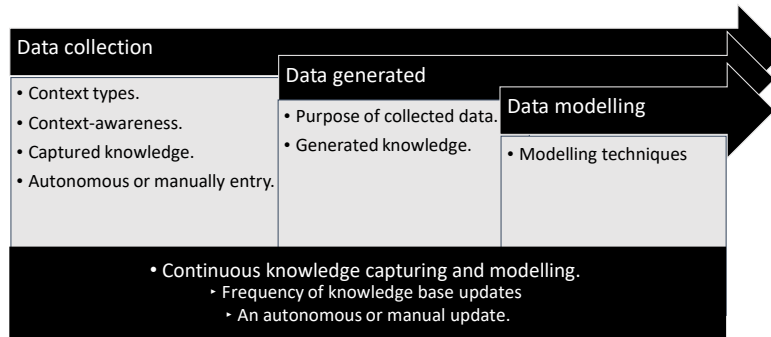 Data collection
• Context types.
• Context-awareness.
• Captured knowledge.
• Autonomous or manually entry.
Data generated
• Purpose of collected data.
• Generated knowledge.
Data modelling
• Modelling techniques
• Continuous knowledge capturing and modelling.
‣ Frequency of knowledge base updates
‣ An autonomous or manual update.